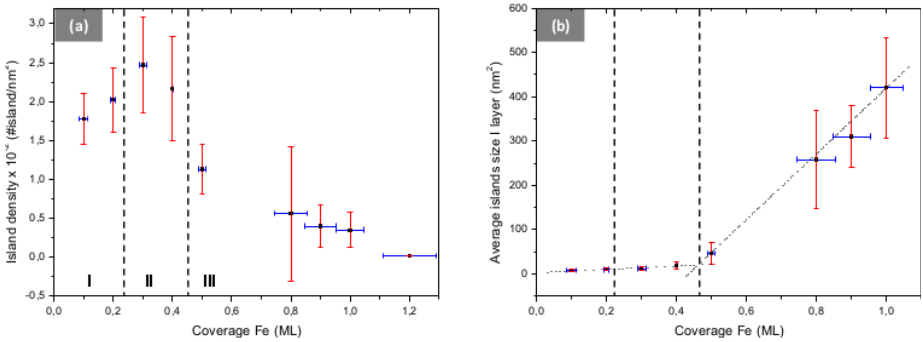 (a)
Island density x 10⁻² (#island/nm²)
3,0
2,5
2,0
1,5
1,0
0,5
0,0
-0,5
I
II
III
0,0 0,2 0,4 0,6 0,8 1,0 1,2
Coverage Fe (ML)
(b)
Average islands size I layer (nm²)
600
500
400
300
200
100
0
0,0 0,2 0,4 0,6 0,8 1,0
Coverage Fe (ML)